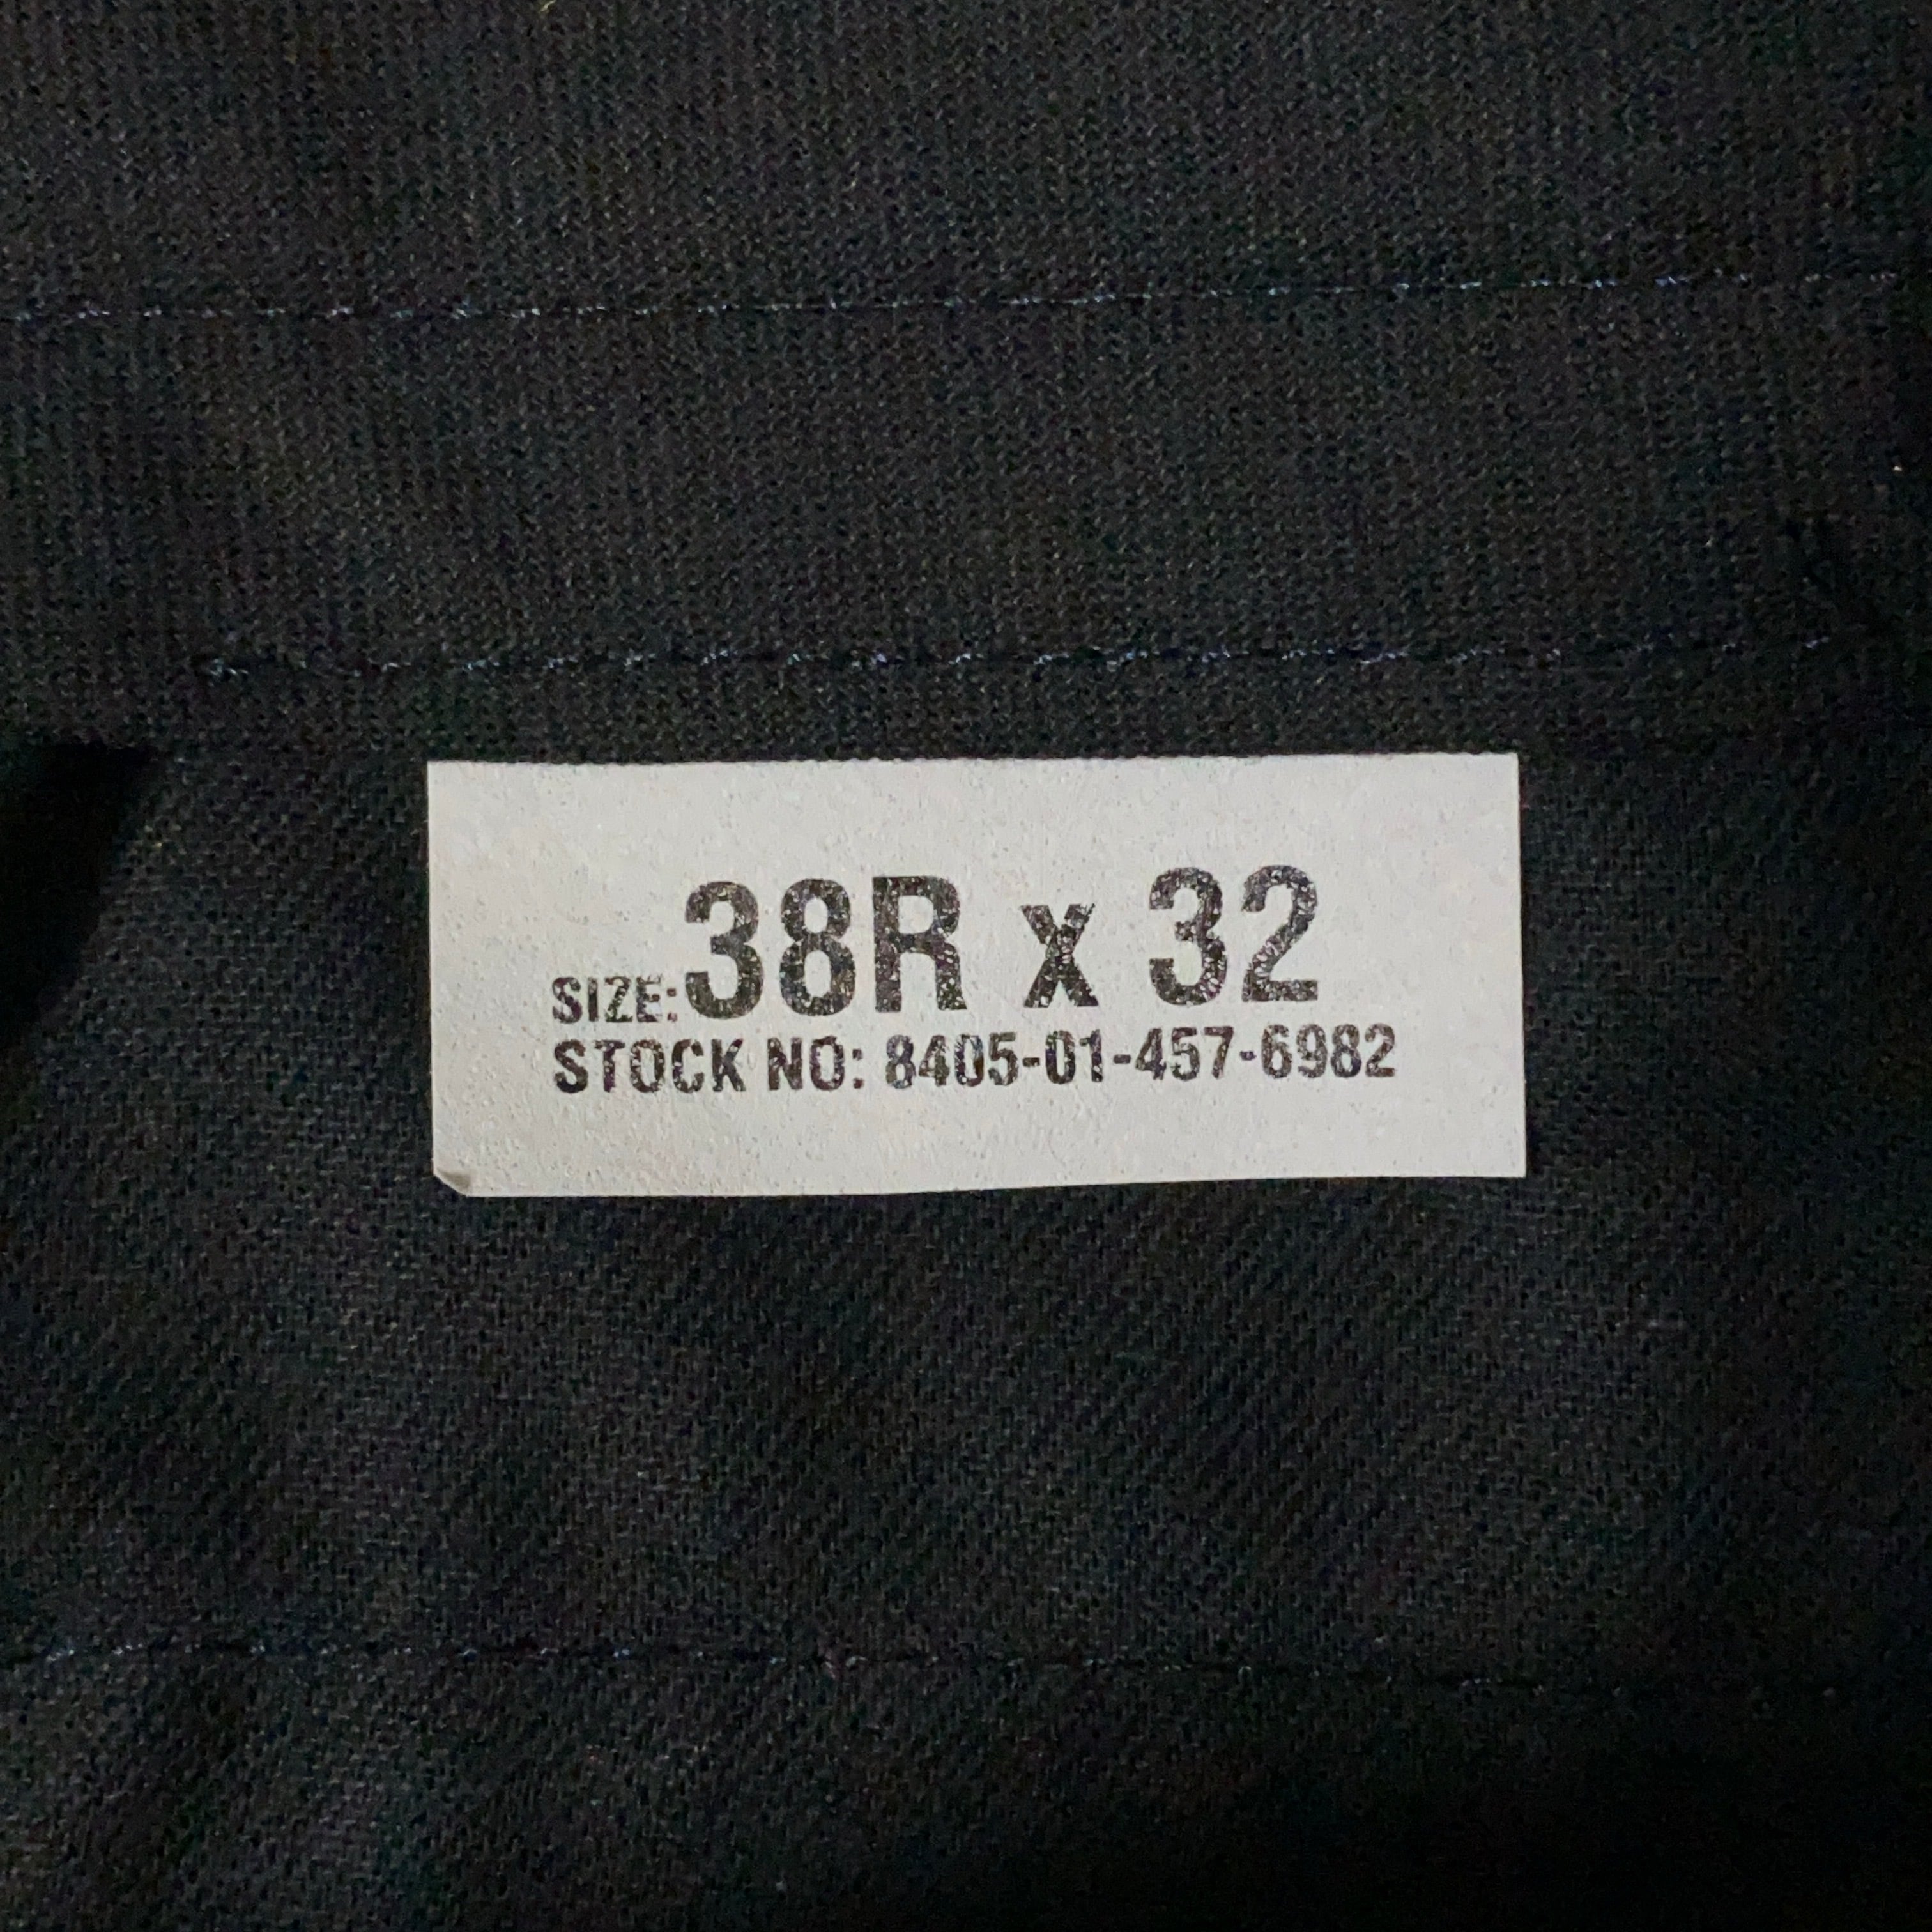 SIZE: 38R x 32
STOCK NO: 8405-01-457-6982